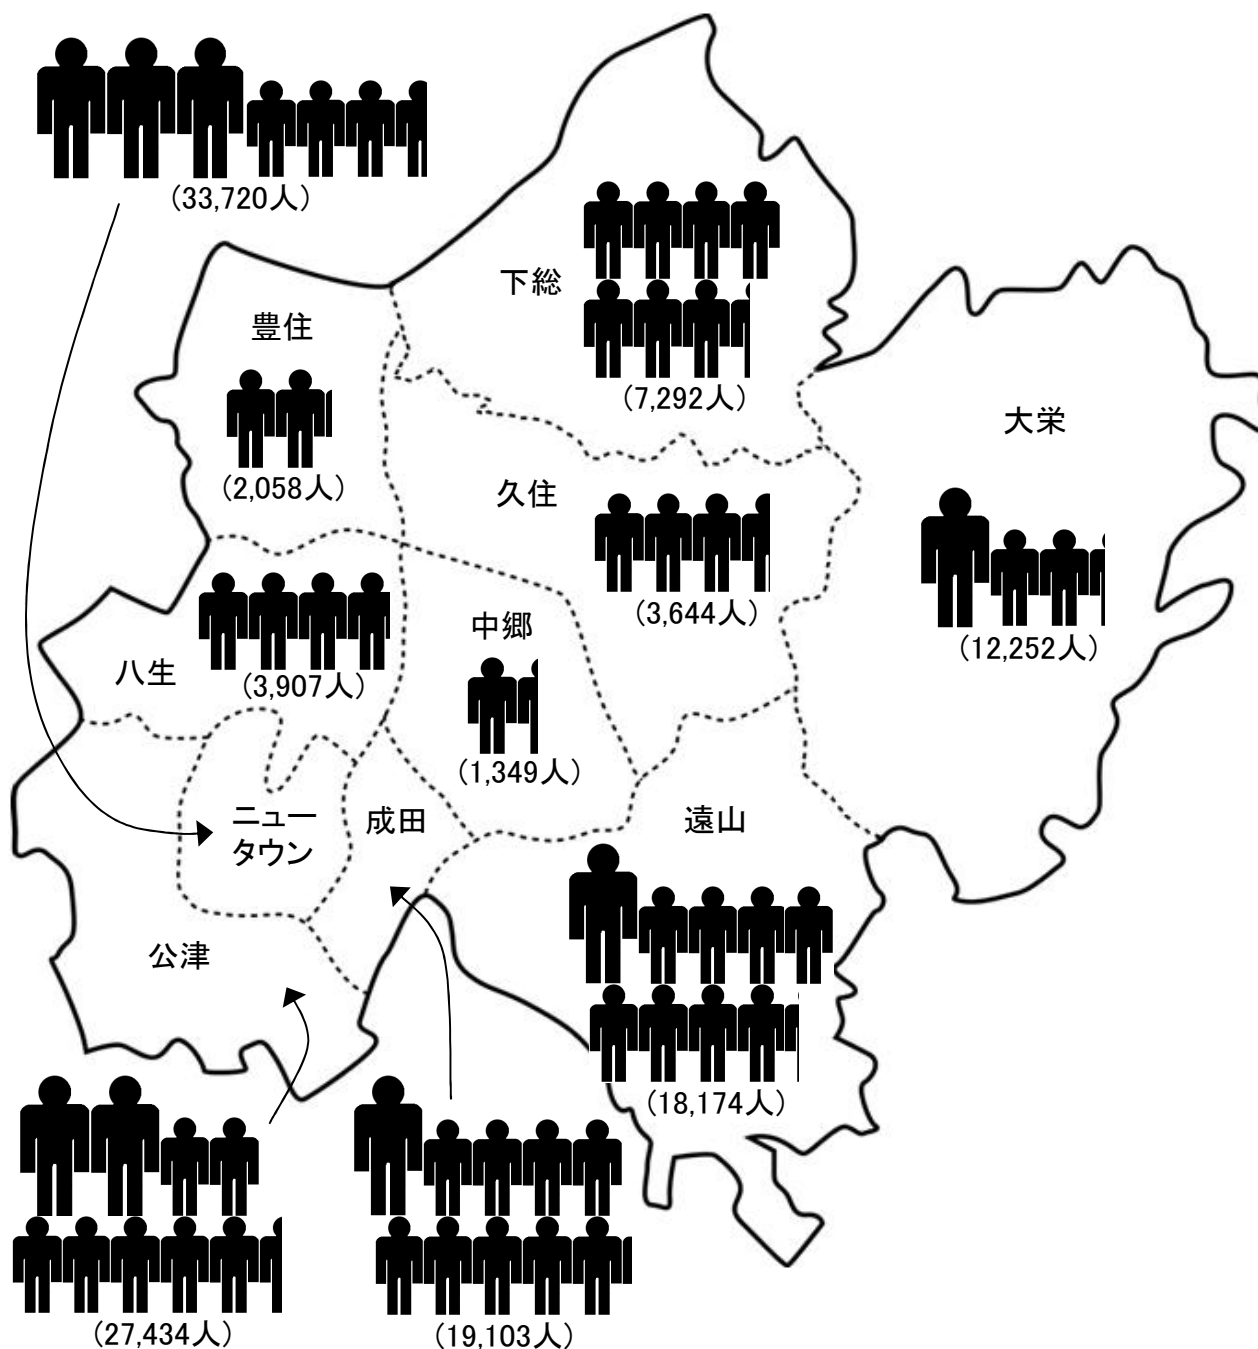 (33,720人)
下総
(7,292人)
豊住
(2,058人)
大栄
(12,252人)
久住
(3,644人)
中郷
(1,349人)
八生
(3,907人)
ニュー
タウン
成田
遠山
(18,174人)
公津
(27,434人)
(19,103人)